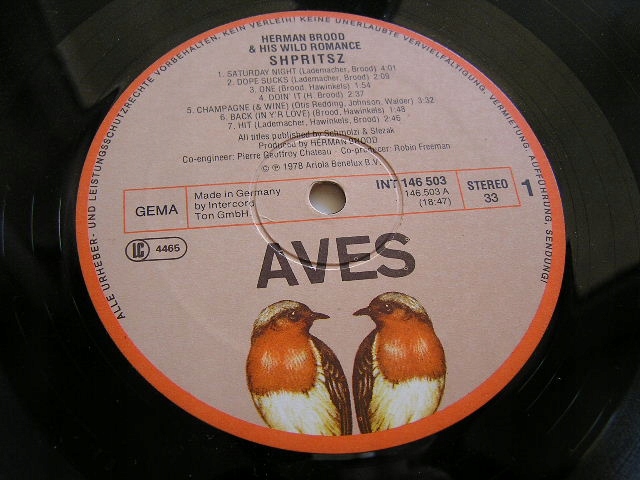 ALLE URHEBER- UND LEISTUNGSSCHUTZRECHTE VORBEHALTEN. KEIN VERLEIH! KEINE UNERLAUBTE VERVIELFÄLTIGUNG, VERMIETUNG, AUFFÜHRUNG, SENDUNG!
HERMAN BROOD
& HIS WILD ROMANCE
SHPRITSZ
1. SATURDAY NIGHT (Lademacher, Brood) 4:01
2. DOPE SUCKS (Lademacher, Brood) 2:09
3. ONE (Brood, Hawinkels) 1:54
4. DOIN' IT (H. Brood) 2:37
5. CHAMPAGNE (& WINE) (Otis Redding, Johnson, Walder) 3:32
6. BACK (IN Y'R LOVE) (Brood, Hawinkels) 2:08
7. HIT (Lademacher, Hawinkels, Brood) 2:46
All titles published by Schmolzi & Slezak
Produced by HERMAN BROOD
Co-engineer: Pierre Geoffroy Chateau - Co-producer: Robin Freeman
© ℗ 1978 Ariola Benelux B.V.
GEMA
Made in Germany
by Intercord
Ton GmbH
INT 146 503
146.503 A
(18:47)
STEREO
33
1
LC 4465
AVES